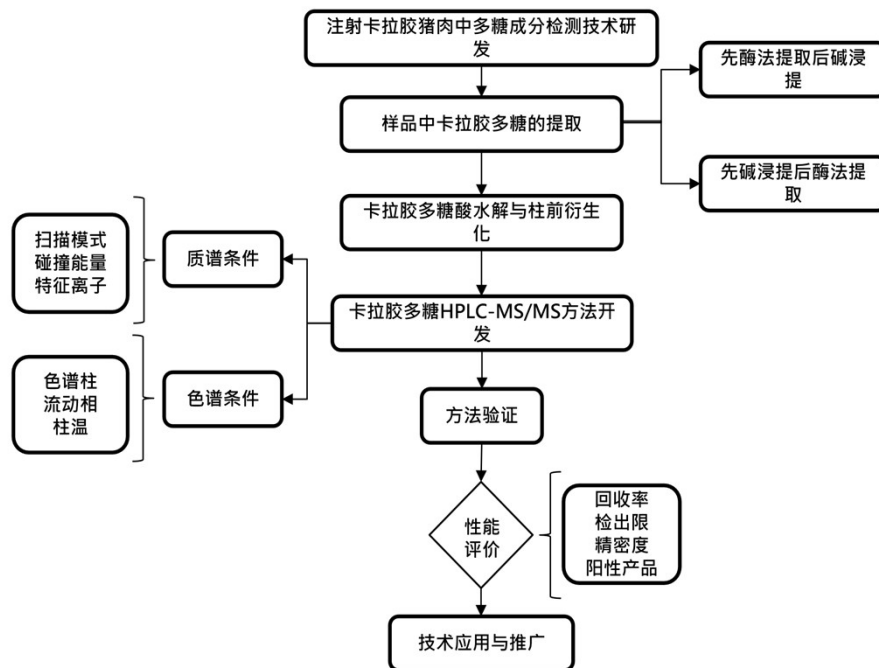 注射卡拉胶猪肉中多糖成分检测技术研
发
先酶法提取后碱浸
提
样品中卡拉胶多糖的提取
先碱浸提后酶法提
取
卡拉胶多糖酸水解与柱前衍生
化
扫描模式
碰撞能量
特征离子
质谱条件
卡拉胶多糖HPLC-MS/MS方法开
发
色谱柱
流动相
柱温
色谱条件
方法验证
性能
评价
回收率
检出限
精密度
阳性产品
技术应用与推广